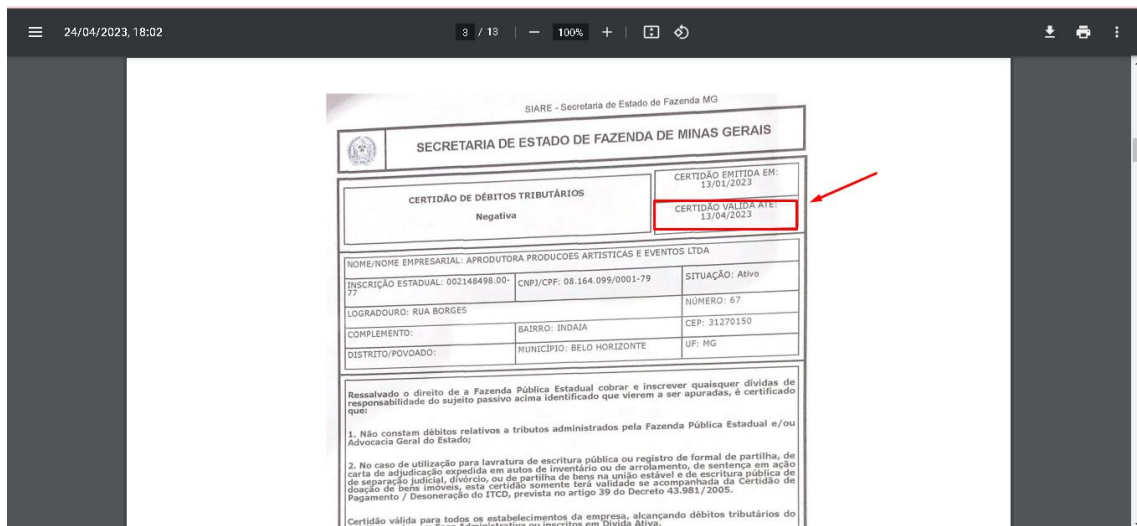 24/04/2023, 18:02
3 / 13
100%
SIARE - Secretaria de Estado de Fazenda MG
SECRETARIA DE ESTADO DE FAZENDA DE MINAS GERAIS
CERTIDÃO DE DÉBITOS TRIBUTÁRIOS
Negativa
CERTIDÃO EMITIDA EM:
13/01/2023
CERTIDÃO VALIDA ATE:
13/04/2023
NOME/NOME EMPRESARIAL: APRODUTORA PRODUCOES ARTISTICAS E EVENTOS LTDA
INSCRIÇÃO ESTADUAL: 002148498.00-
77
CNPJ/CPF: 08.164.099/0001-79
SITUAÇÃO: Ativo
LOGRADOURO: RUA BORGES
NÚMERO: 67
COMPLEMENTO:
BAIRRO: INDAIA
CEP: 31270150
DISTRITO/POVOADO:
MUNICÍPIO: BELO HORIZONTE
UF: MG
Ressalvado o direito de a Fazenda Pública Estadual cobrar e inscrever quaisquer dívidas de
responsabilidade do sujeito passivo acima identificado que vierem a ser apuradas, é certificado
que:
1. Não constam débitos relativos a tributos administrados pela Fazenda Pública Estadual e/ou
Advocacia Geral do Estado;
2. No caso de utilização para lavratura de escritura pública ou registro de formal de partilha, de
carta de adjudicação expedida em autos de inventário ou de arrolamento, de sentença em ação
de separação judicial, divórcio, ou de partilha de bens na união estável e de escritura pública de
doação de bens imóveis, esta certidão somente terá validade se acompanhada da Certidão de
Pagamento / Desoneração do ITCD, prevista no artigo 39 do Decreto 43.981/2005.
Certidão válida para todos os estabelecimentos da empresa, alcançando débitos tributários do
Fase Administrativa ou inscritos em Dívida Ativa.